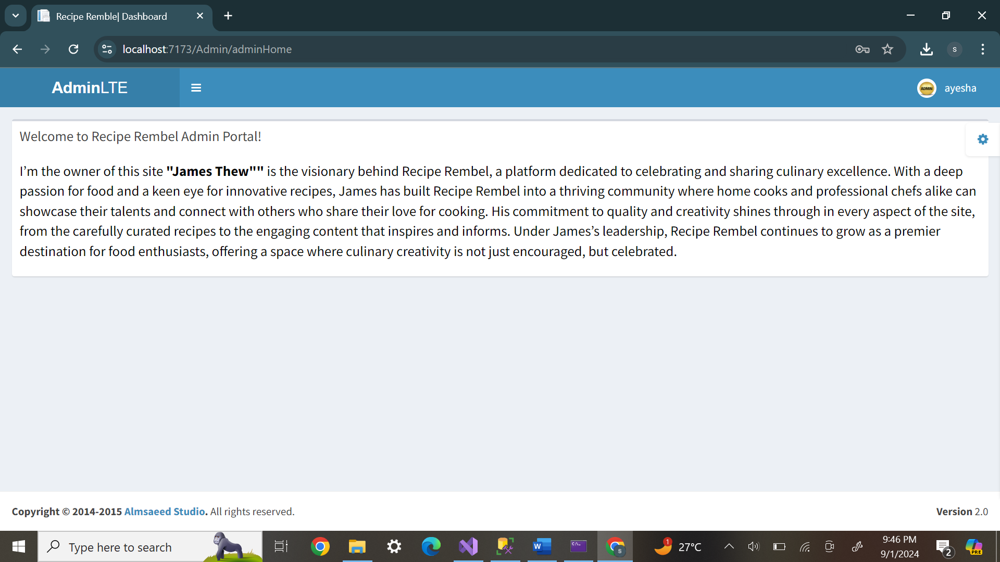 Recipe Remble| Dashboard
localhost:7173/Admin/adminHome
S
AdminLTE
ADMIN
ayesha
Welcome to Recipe Rembel Admin Portal!
I’m the owner of this site "James Thew"" is the visionary behind Recipe Rembel, a platform dedicated to celebrating and sharing culinary excellence. With a deep
passion for food and a keen eye for innovative recipes, James has built Recipe Rembel into a thriving community where home cooks and professional chefs alike can
showcase their talents and connect with others who share their love for cooking. His commitment to quality and creativity shines through in every aspect of the site,
from the carefully curated recipes to the engaging content that inspires and informs. Under James’s leadership, Recipe Rembel continues to grow as a premier
destination for food enthusiasts, offering a space where culinary creativity is not just encouraged, but celebrated.
Copyright © 2014-2015 Almsaeed Studio. All rights reserved.
Version 2.0
Type here to search
W
C:\_
S
1
27°C
9:46 PM
9/1/2024
2
PRE